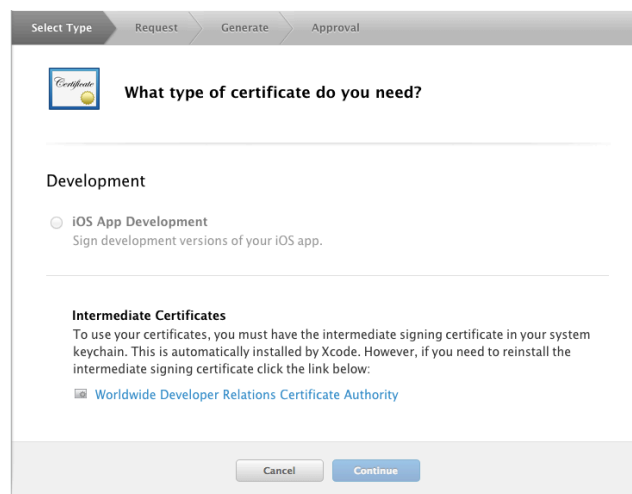 Select Type
Request
Generate
Approval
Certificate
What type of certificate do you need?
Development
iOS App Development
Sign development versions of your iOS app.
Intermediate Certificates
To use your certificates, you must have the intermediate signing certificate in your system
keychain. This is automatically installed by Xcode. However, if you need to reinstall the
intermediate signing certificate click the link below:
Worldwide Developer Relations Certificate Authority
Cancel
Continue